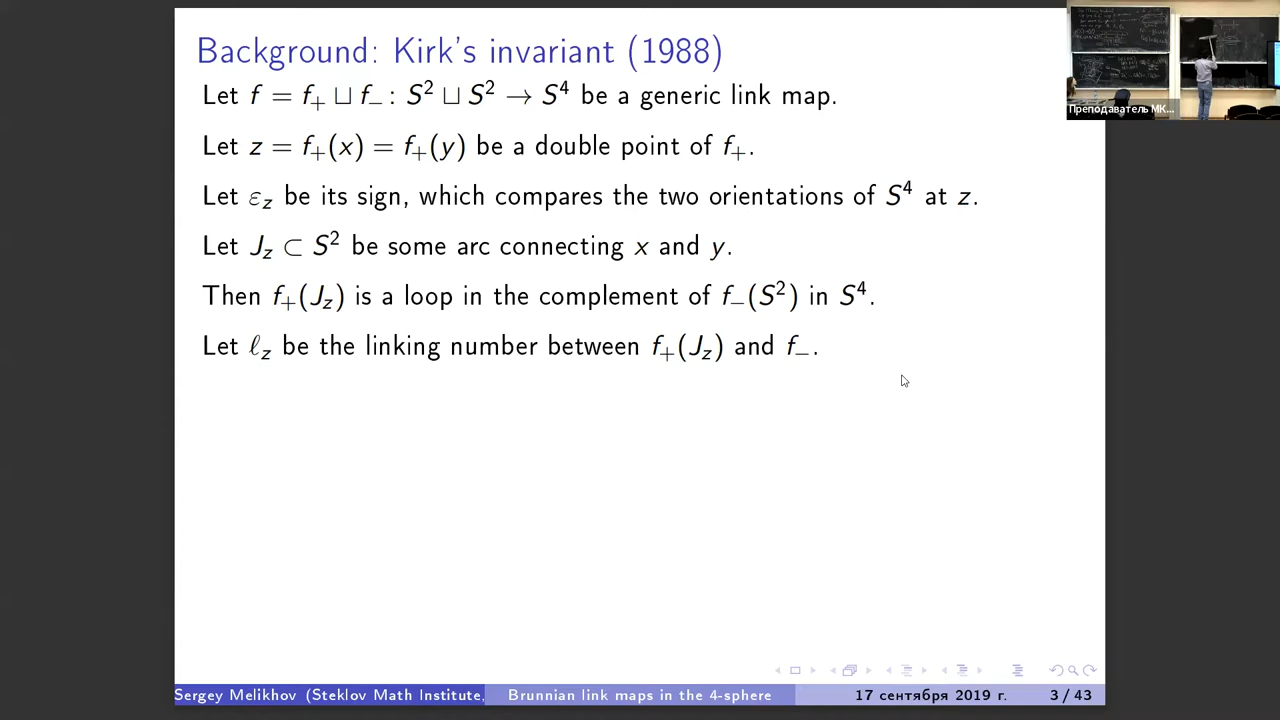 Background: Kirk's invariant (1988)
Let f = f₊ ⊔ f₋ : S² ⊔ S² → S⁴ be a generic link map.
Let z = f₊(x) = f₊(y) be a double point of f₊.
Let ε_z be its sign, which compares the two orientations of S⁴ at z.
Let J_z ⊂ S² be some arc connecting x and y.
Then f₊(J_z) is a loop in the complement of f₋(S²) in S⁴.
Let ℓ_z be the linking number between f₊(J_z) and f₋.
Преподаватель МК...
Sergey Melikhov (Steklov Math Institute,
Brunnian link maps in the 4-sphere
17 сентября 2019 г.
3 / 43